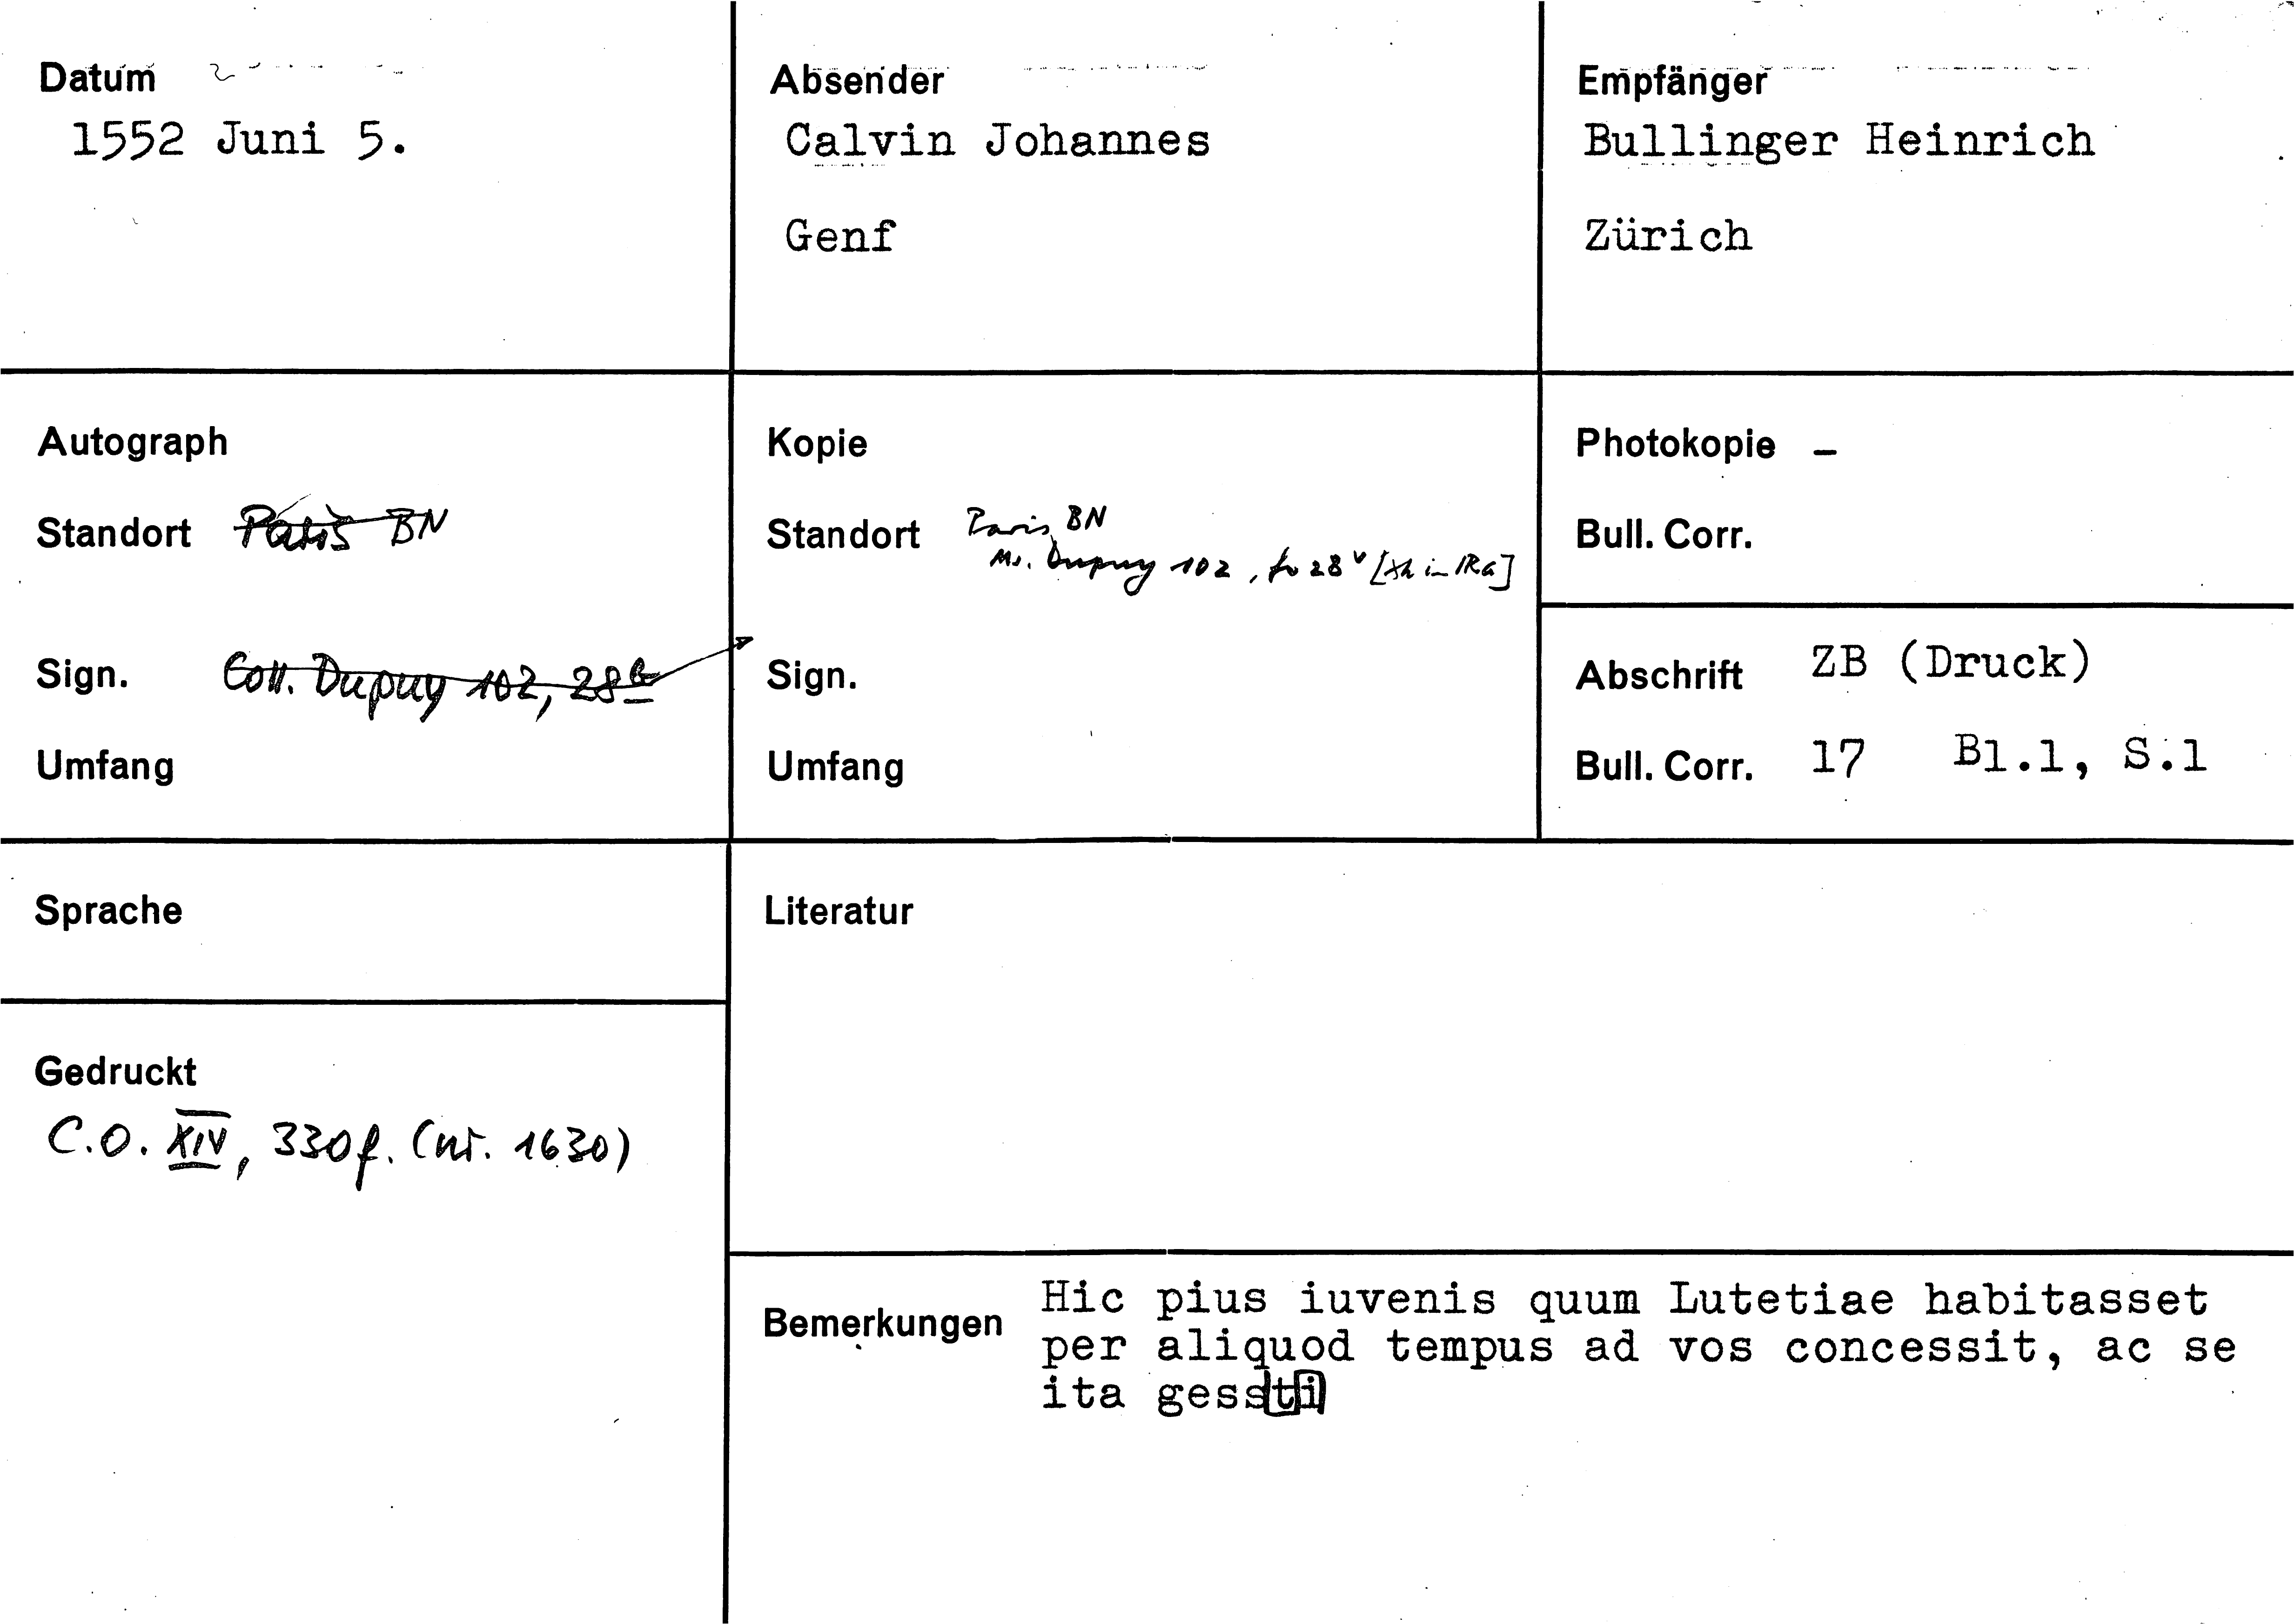 Datum
1552 Juni 5.
Absender
Calvin Johannes
Genf
Empfänger
Bullinger Heinrich
Zürich
Autograph
Standort Paris BN
Sign. Coll. Dupuy 102, 28b
Umfang
Kopie
Standort Paris, BN
Ms. Dupuy 102, fo 28v [Xh in IRG]
Sign.
Umfang
Photokopie –
Bull. Corr.
Abschrift ZB (Druck)
Bull. Corr. 17 Bl.1, S.1
Sprache
Gedruckt
C.O. XIV, 330f. (nr. 1630)
Literatur
Bemerkungen Hic pius iuvenis quum Lutetiae habitasset
per aliquod tempus ad vos concessit, ac se
ita gessti